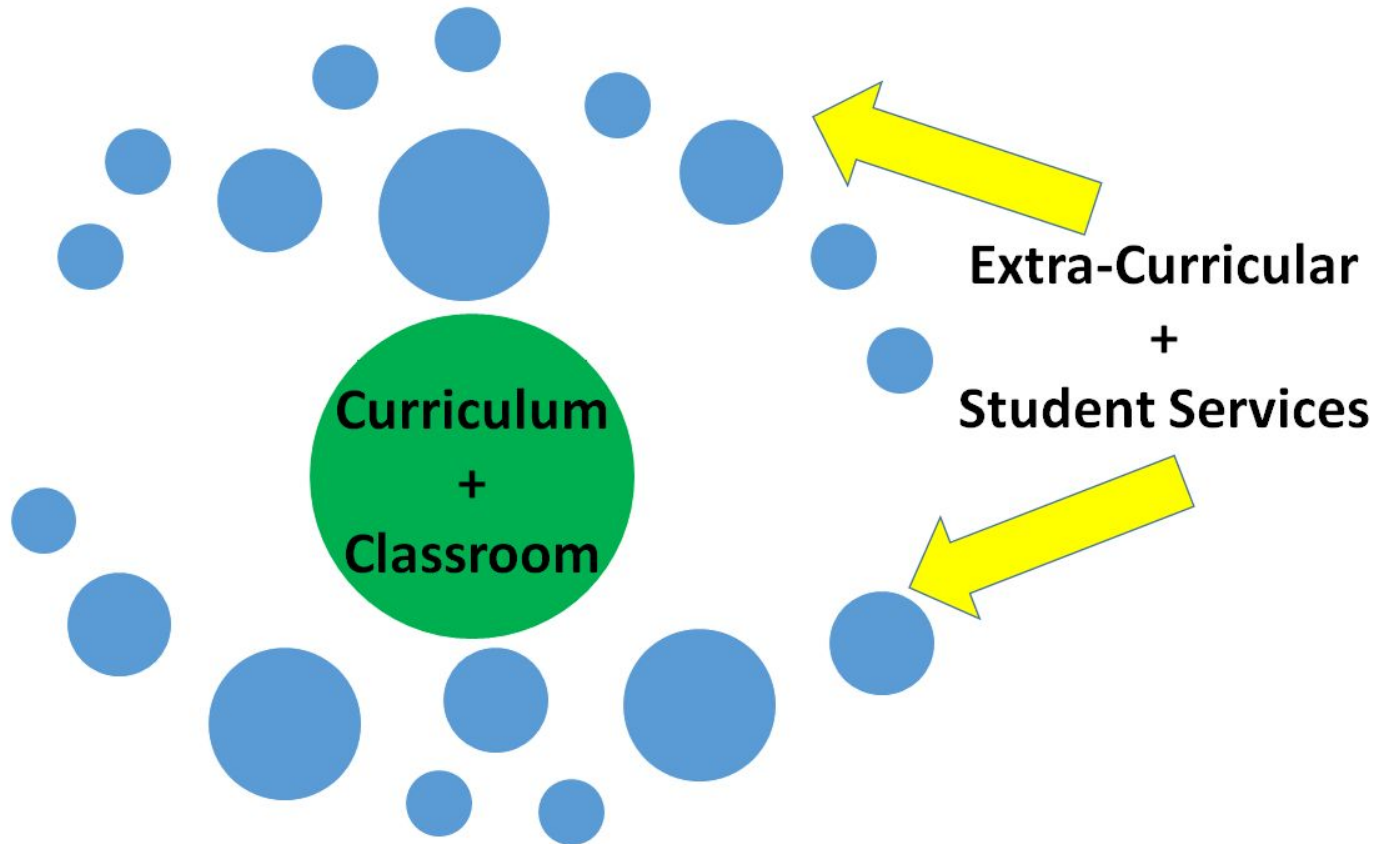 Curriculum
+
Classroom
Extra-Curricular
+
Student Services